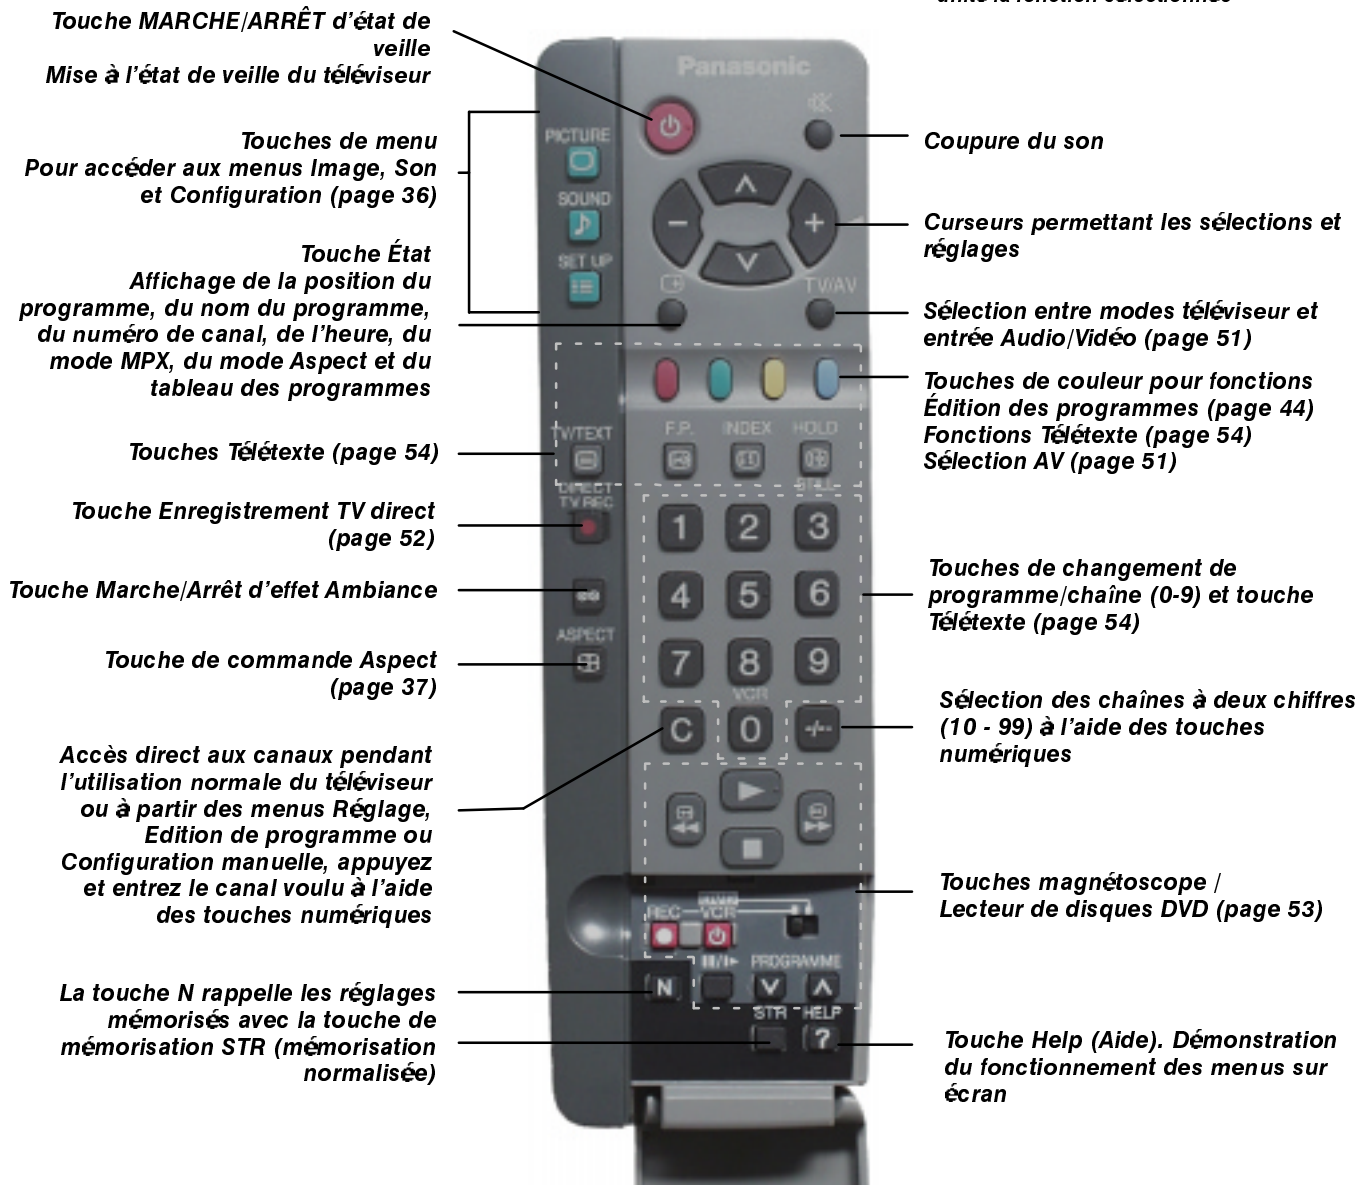 unité la fonction sélectionnée
Touche MARCHE/ARRÊT d'état de
veille
Mise à l'état de veille du téléviseur
Touches de menu
Pour accéder aux menus Image, Son
et Configuration (page 36)
Touche État
Affichage de la position du
programme, du nom du programme,
du numéro de canal, de l'heure, du
mode MPX, du mode Aspect et du
tableau des programmes
Touches Télétexte (page 54)
Touche Enregistrement TV direct
(page 52)
Touche Marche/Arrêt d'effet Ambiance
Touche de commande Aspect
(page 37)
Accès direct aux canaux pendant
l'utilisation normale du téléviseur
ou à partir des menus Réglage,
Edition de programme ou
Configuration manuelle, appuyez
et entrez le canal voulu à l'aide
des touches numériques
La touche N rappelle les réglages
mémorisés avec la touche de
mémorisation STR (mémorisation
normalisée)
Panasonic
PICTURE
SOUND
SET UP
TV/AV
TV/TEXT
F.P. INDEX HOLD
STILL
DIRECT
TV REC
1 2 3
4 5 6
ASPECT
7 8 9
VCR
C 0 -/--
REC VCR
PROGRAMME
N
STR HELP
?
Coupure du son
Curseurs permettant les sélections et
réglages
Sélection entre modes téléviseur et
entrée Audio/Vidéo (page 51)
Touches de couleur pour fonctions
Édition des programmes (page 44)
Fonctions Télétexte (page 54)
Sélection AV (page 51)
Touches de changement de
programme/chaîne (0-9) et touche
Télétexte (page 54)
Sélection des chaînes à deux chiffres
(10 - 99) à l'aide des touches
numériques
Touches magnétoscope /
Lecteur de disques DVD (page 53)
Touche Help (Aide). Démonstration
du fonctionnement des menus sur
écran